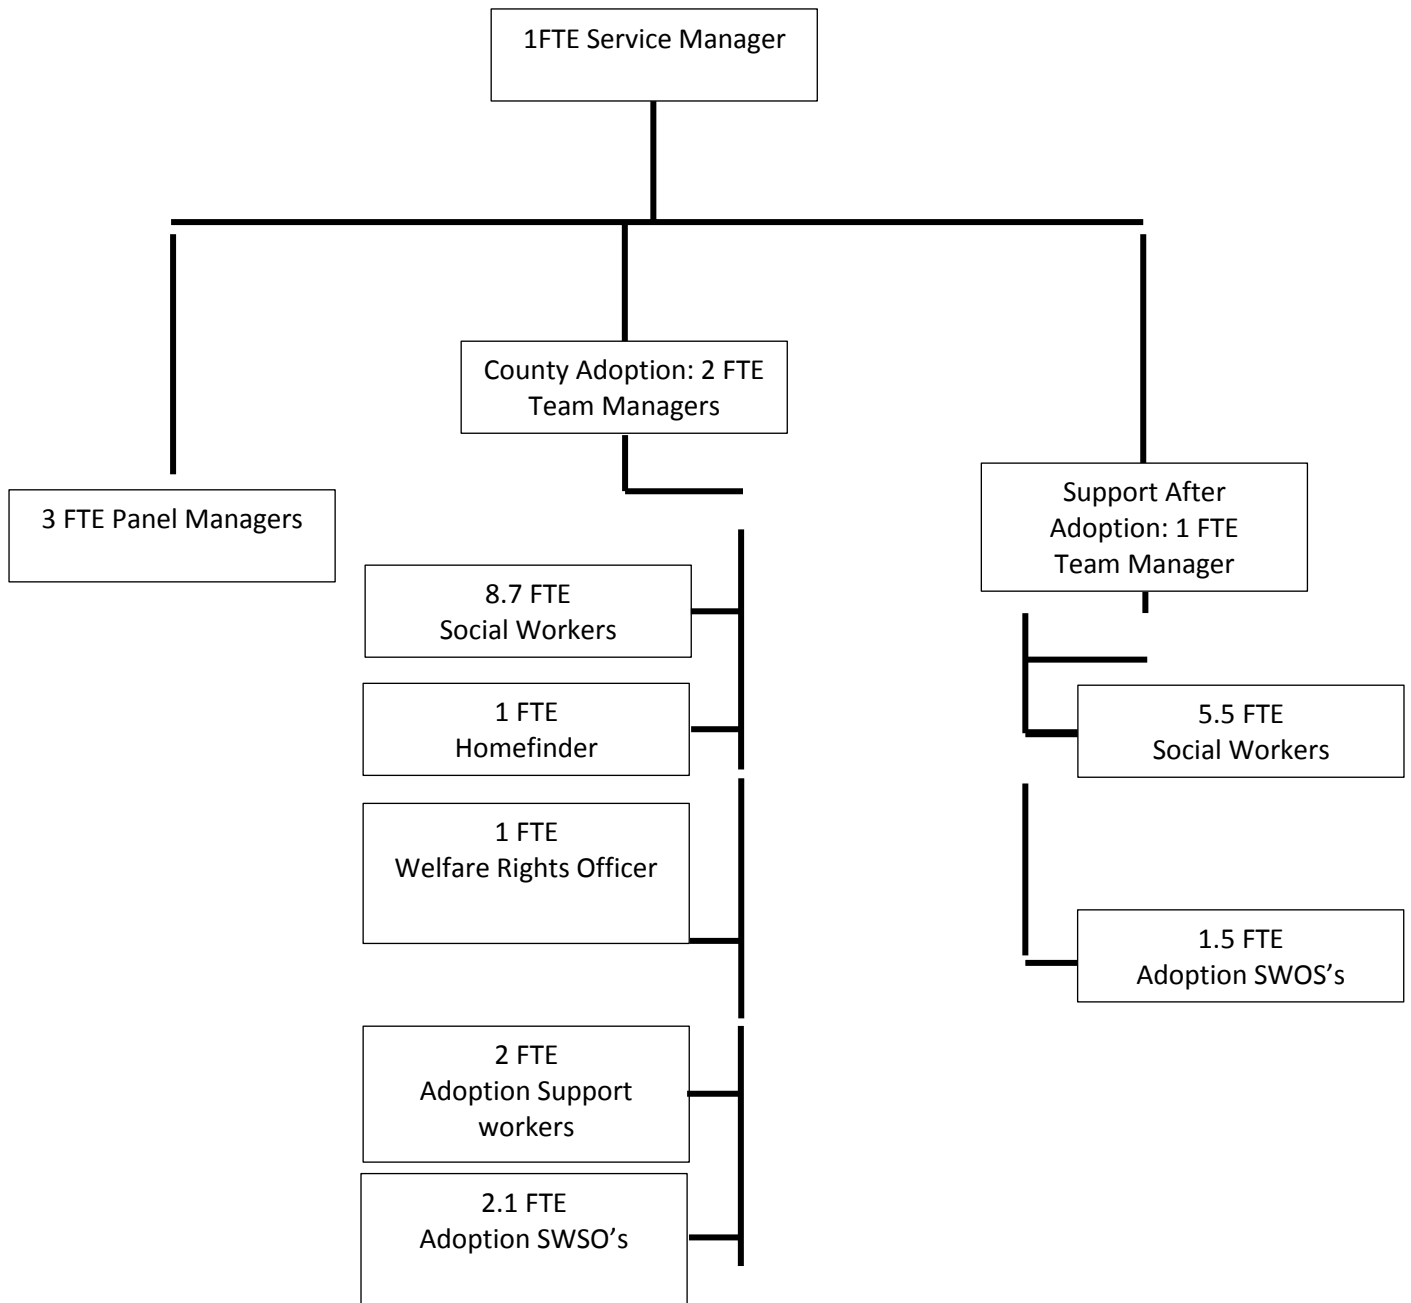 1FTE Service Manager
County Adoption: 2 FTE
Team Managers
3 FTE Panel Managers
Support After
Adoption: 1 FTE
Team Manager
8.7 FTE
Social Workers
1 FTE
Homefinder
1 FTE
Welfare Rights Officer
2 FTE
Adoption Support
workers
2.1 FTE
Adoption SWSO’s
5.5 FTE
Social Workers
1.5 FTE
Adoption SWOS’s